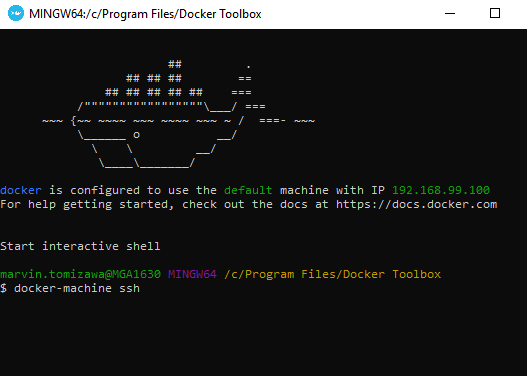 MINGW64:/c/Program Files/Docker Toolbox
                        ##         .
                  ## ## ##        ==
               ## ## ## ## ##    ===
           /"""""""""""""""""\___/ ===
      ~~~ {~~ ~~~~ ~~~ ~~~~ ~~~ ~ /  ===- ~~~
           \______ o           __/
             \    \         __/
              \____\_______/
docker is configured to use the default machine with IP 192.168.99.100
For help getting started, check out the docs at https://docs.docker.com
Start interactive shell
marvin.tomizawa@MGA1630 MINGW64 /c/Program Files/Docker Toolbox
$ docker-machine ssh